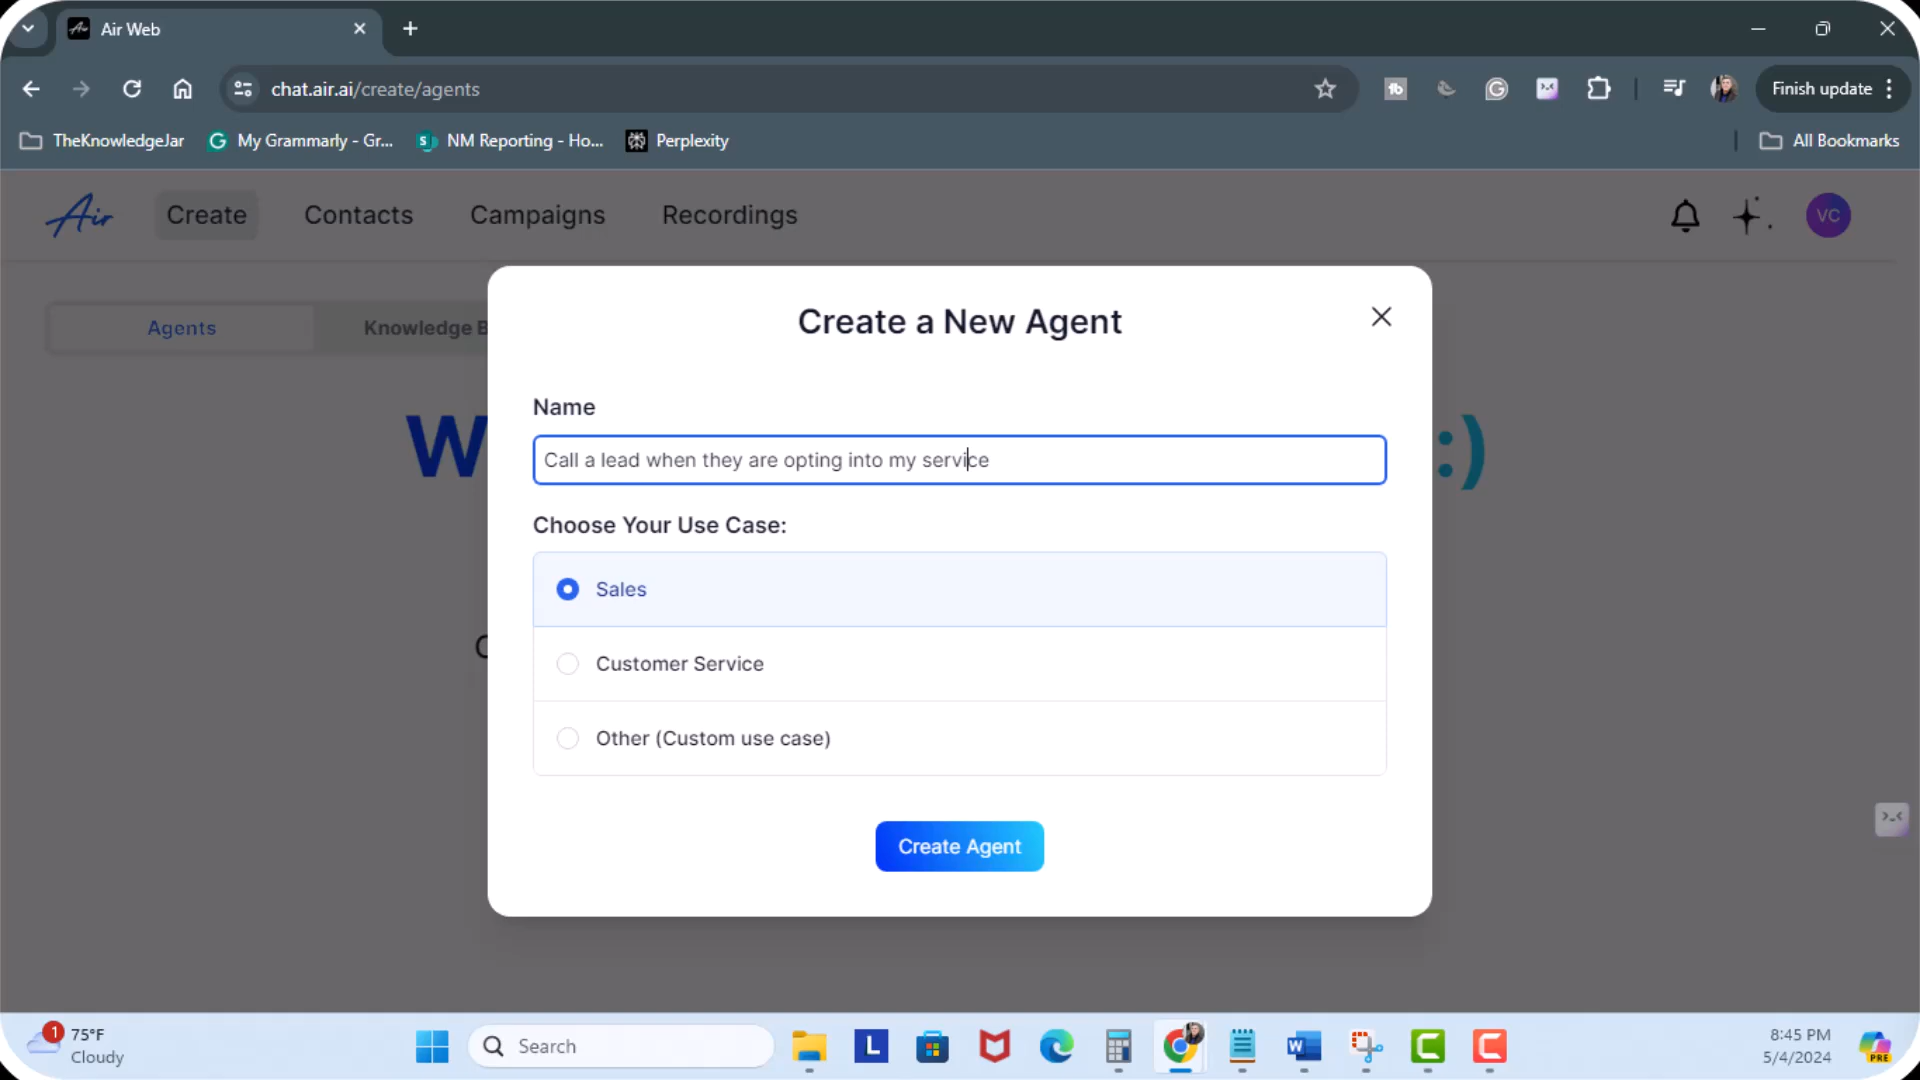 Air Web
chat.air.ai/create/agents
Finish update
TheKnowledgeJar
My Grammarly - Gr...
NM Reporting - Ho...
Perplexity
All Bookmarks
Air
Create
Contacts
Campaigns
Recordings
VC
Agents
Knowledge B
W
:)
Create a New Agent
Name
Call a lead when they are opting into my service
Choose Your Use Case:
Sales
Customer Service
Other (Custom use case)
Create Agent
1
75°F
Cloudy
Search
L
W
8:45 PM
5/4/2024
PRE